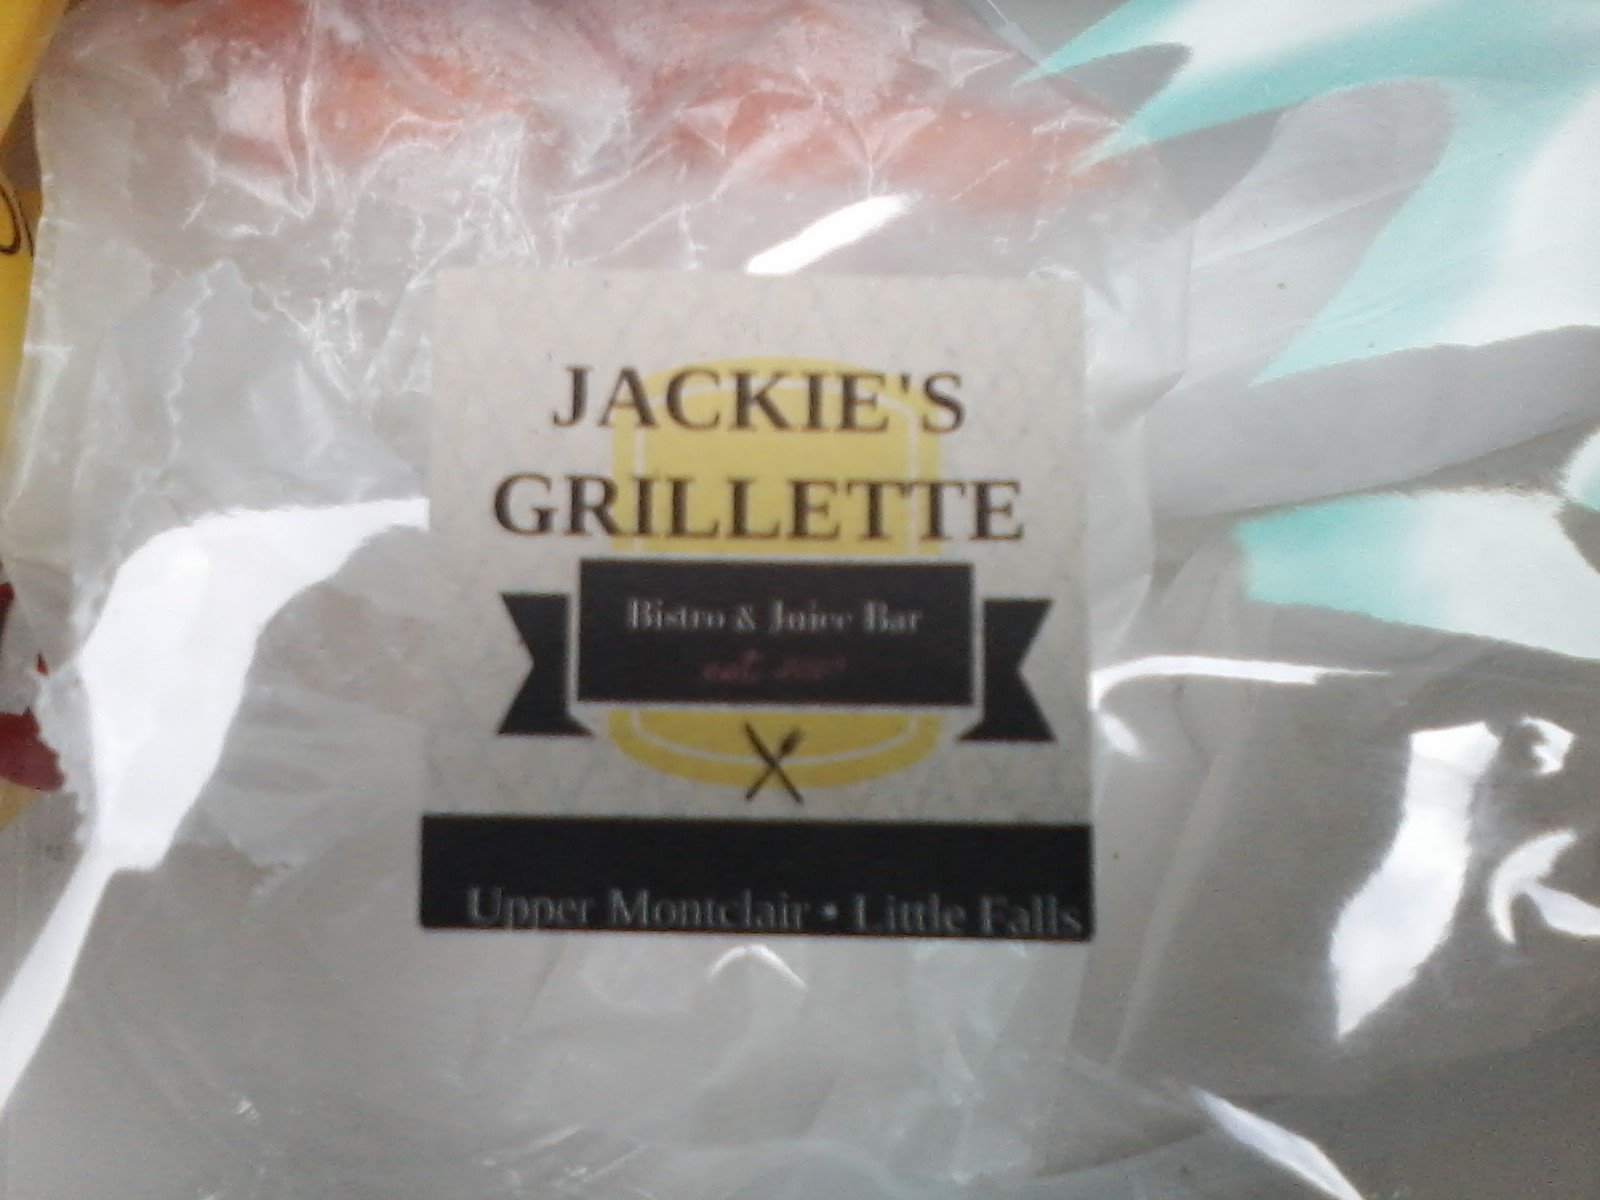 JACKIE'S
GRILLETTE
Bistro & Juice Bar
Upper Montclair • Little Falls